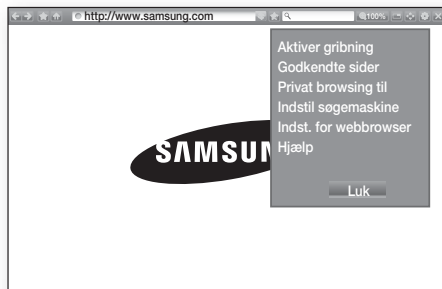 http://www.samsung.com
100%
Aktiver gribning
Godkendte sider
Privat browsing til
Indstil søgemaskine
Indst. for webbrowser
Hjælp
SAMSUN
Luk